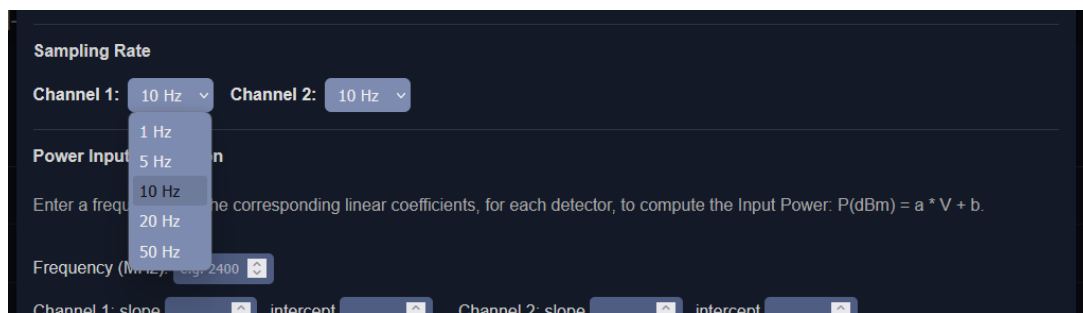 Sampling Rate
Channel 1: 10 Hz Channel 2: 10 Hz
1 Hz
5 Hz
10 Hz
20 Hz
50 Hz
Power Input
Enter a frequ he corresponding linear coefficients, for each detector, to compute the Input Power: P(dBm) = a * V + b.
Frequency (MHz): e.g. 2400
Channel 1: slope intercept Channel 2: slope intercept